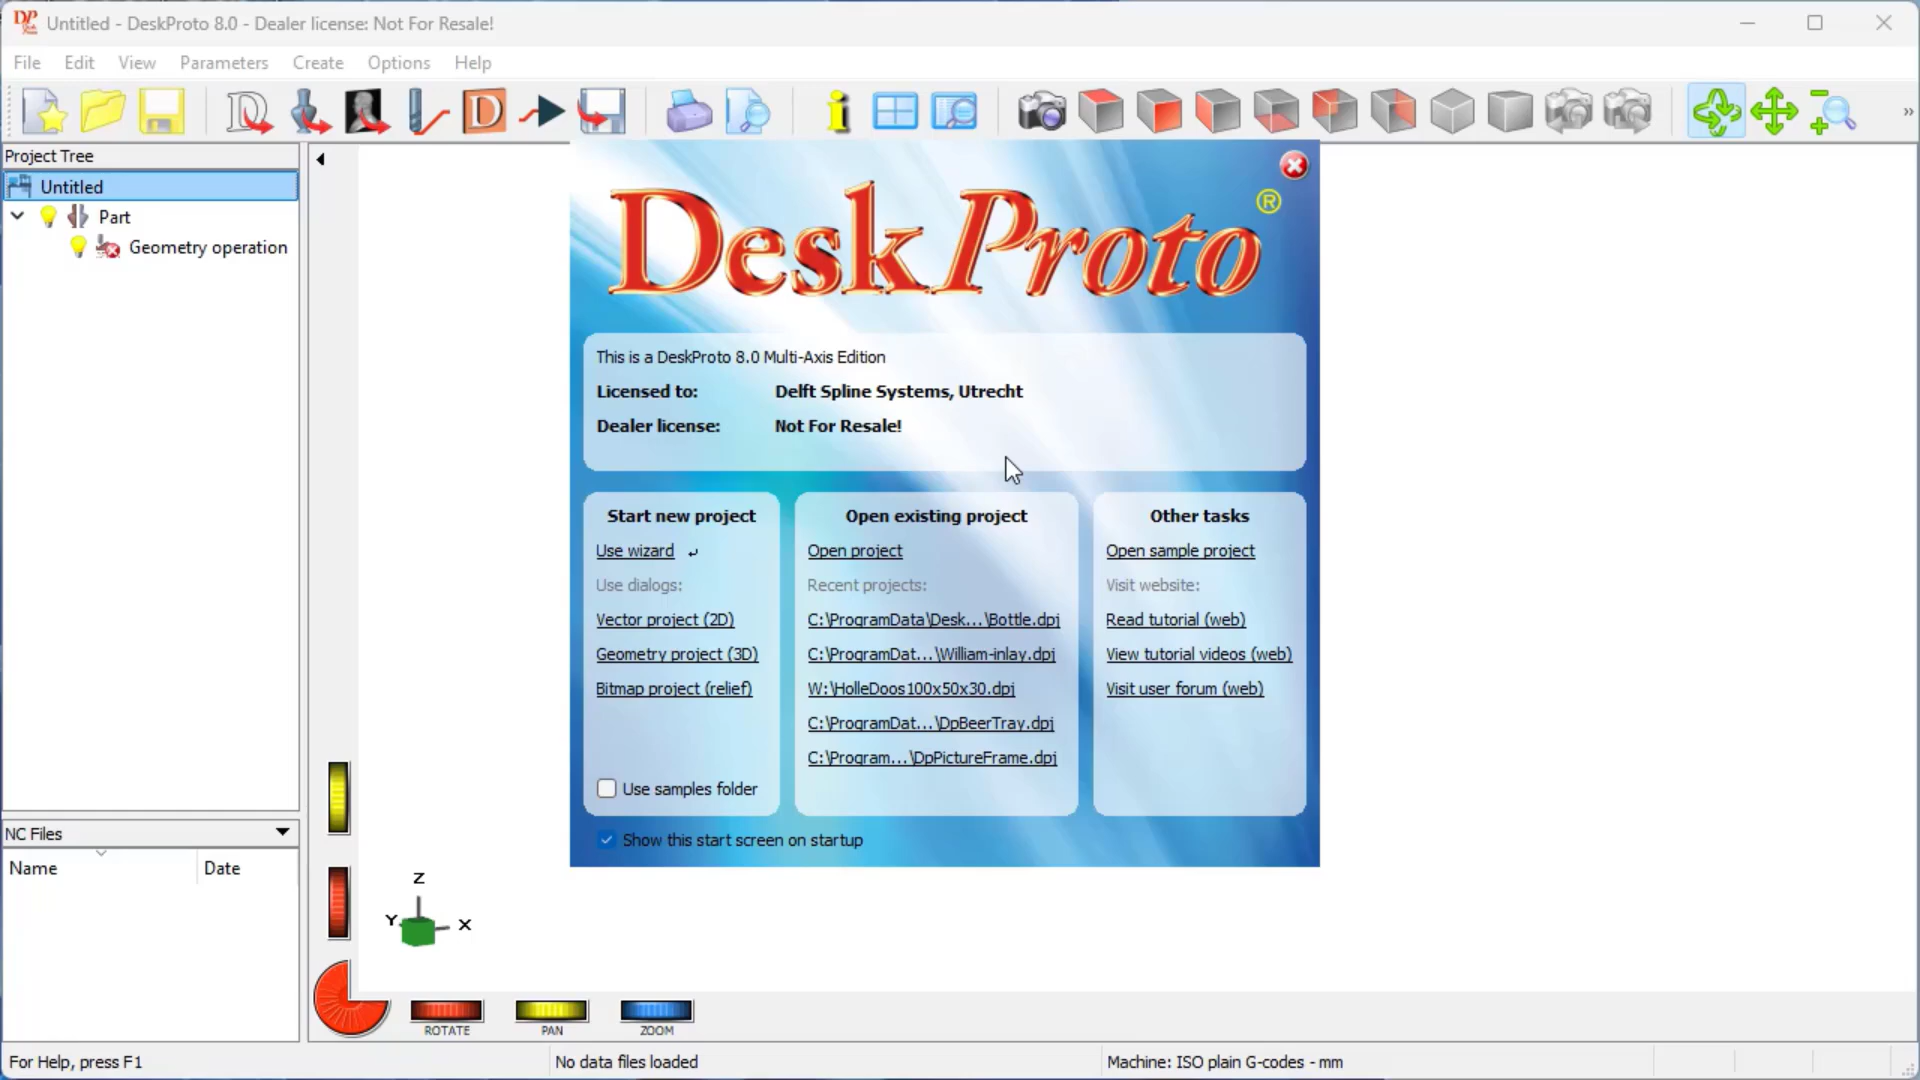 Untitled - DeskProto 8.0 - Dealer license: Not For Resale!
File Edit View Parameters Create Options Help
Project Tree
Untitled
Part
Geometry operation
DeskProto®
This is a DeskProto 8.0 Multi-Axis Edition
Licensed to: Delft Spline Systems, Utrecht
Dealer license: Not For Resale!
Start new project
Use wizard
Use dialogs:
Vector project (2D)
Geometry project (3D)
Bitmap project (relief)
Use samples folder
Open existing project
Open project
Recent projects:
C:\ProgramData\Desk...\Bottle.dpj
C:\ProgramDat...\William-inlay.dpj
W:\HolleDoos100x50x30.dpj
C:\ProgramDat...\DpBeerTray.dpj
C:\Program...\DpPictureFrame.dpj
Other tasks
Open sample project
Visit website:
Read tutorial (web)
View tutorial videos (web)
Visit user forum (web)
Show this start screen on startup
NC Files
Name Date
Z
Y X
ROTATE PAN ZOOM
For Help, press F1 No data files loaded Machine: ISO plain G-codes - mm